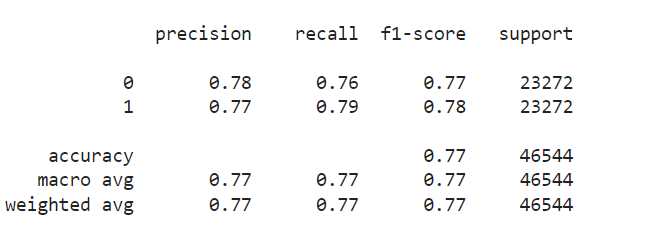 precision recall f1-score support
0 0.78 0.76 0.77 23272
1 0.77 0.79 0.78 23272
accuracy 0.77 46544
macro avg 0.77 0.77 0.77 46544
weighted avg 0.77 0.77 0.77 46544